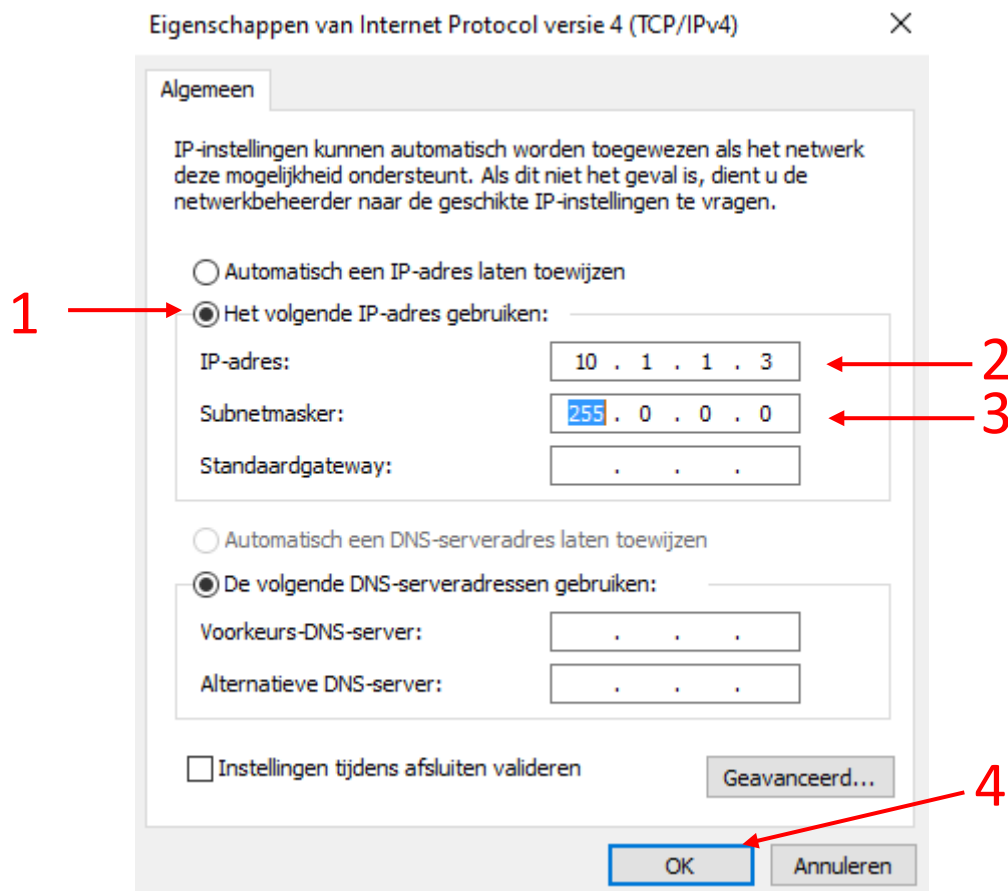 Eigenschappen van Internet Protocol versie 4 (TCP/IPv4)
Algemeen
IP-instellingen kunnen automatisch worden toegewezen als het netwerk
deze mogelijkheid ondersteunt. Als dit niet het geval is, dient u de
netwerkbeheerder naar de geschikte IP-instellingen te vragen.
Automatisch een IP-adres laten toewijzen
1 Het volgende IP-adres gebruiken:
IP-adres: 10 . 1 . 1 . 3 2
Subnetmasker: 255 . 0 . 0 . 0 3
Standaardgateway: . . .
Automatisch een DNS-serveradres laten toewijzen
De volgende DNS-serveradressen gebruiken:
Voorkeurs-DNS-server: . . .
Alternatieve DNS-server: . . .
Instellingen tijdens afsluiten valideren
Geavanceerd...
4
OK Annuleren